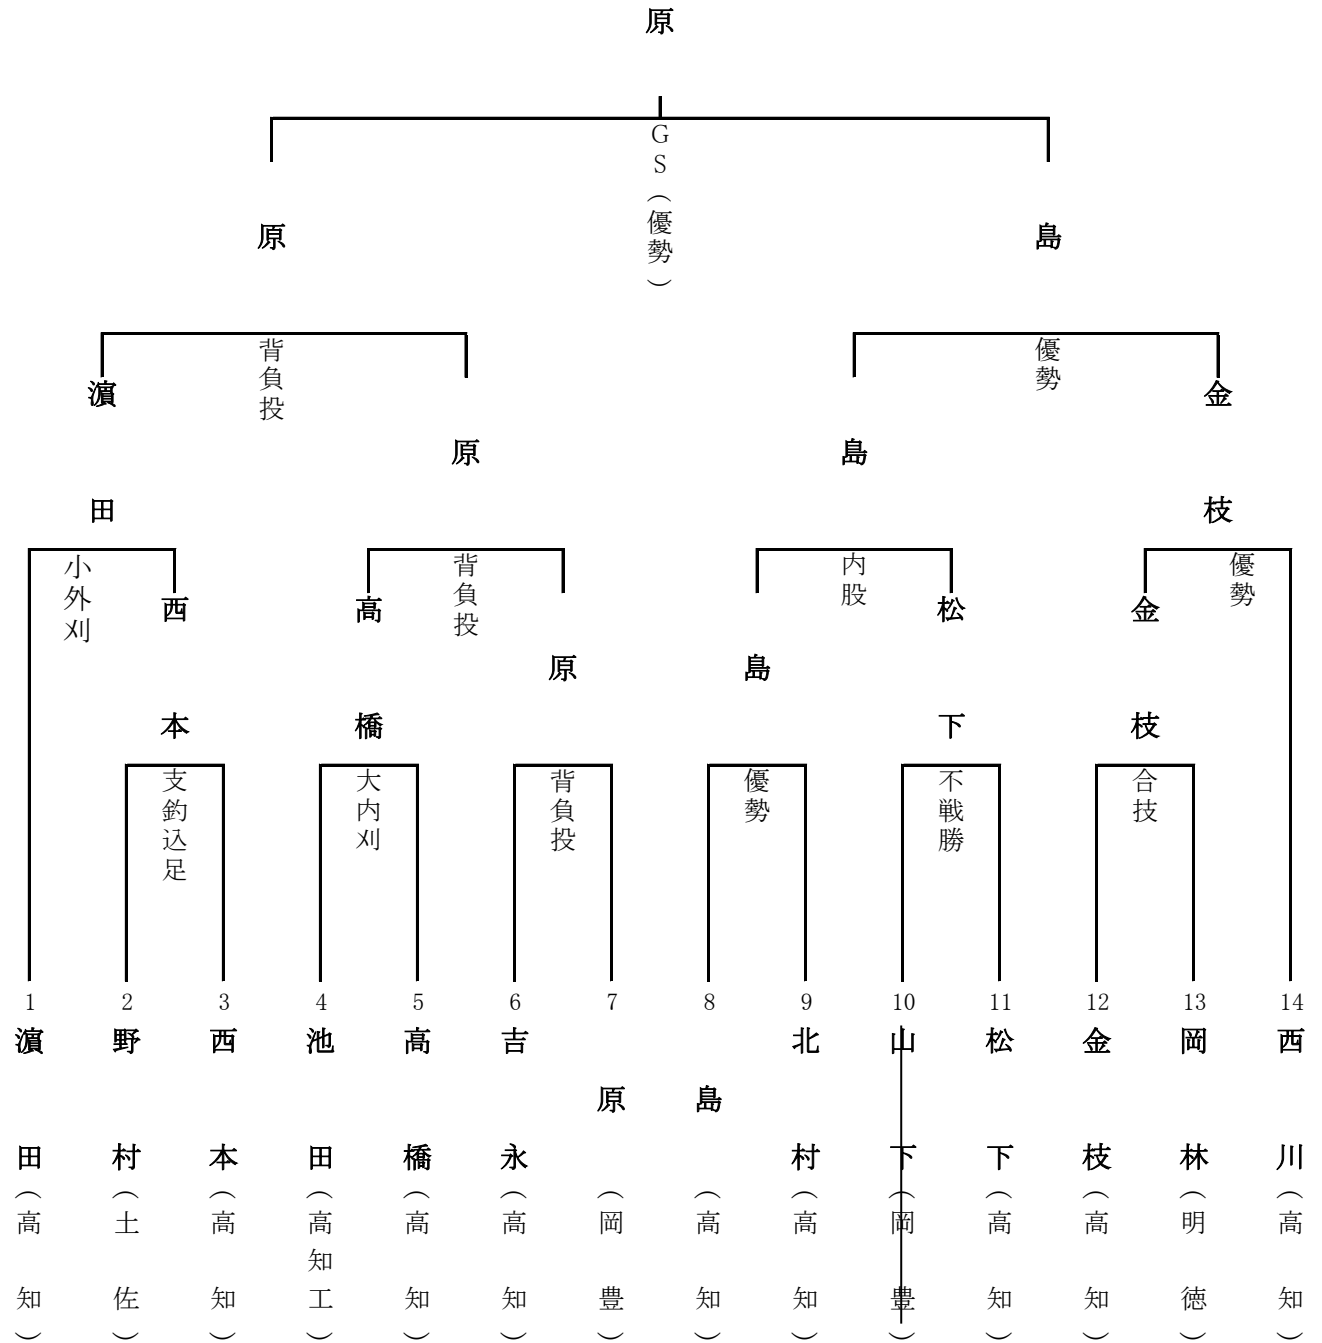 原
GS(優勢)
原
島
背負投
優勢
濵田
原
島
金枝
小外刈
背負投
内股
優勢
西本
高橋
原
島
松下
金枝
支釣込足
大内刈
背負投
優勢
不戦勝
合技
1 濵田(高知)
2 野村(土佐)
3 西本(高知)
4 池田(高知工)
5 高橋(高知)
6 吉永(高知)
7 原(岡豊)
8 島(高知)
9 北村(高知)
10 山下(岡豊)
11 松下(高知)
12 金枝(高知)
13 岡林(明徳)
14 西川(高知)